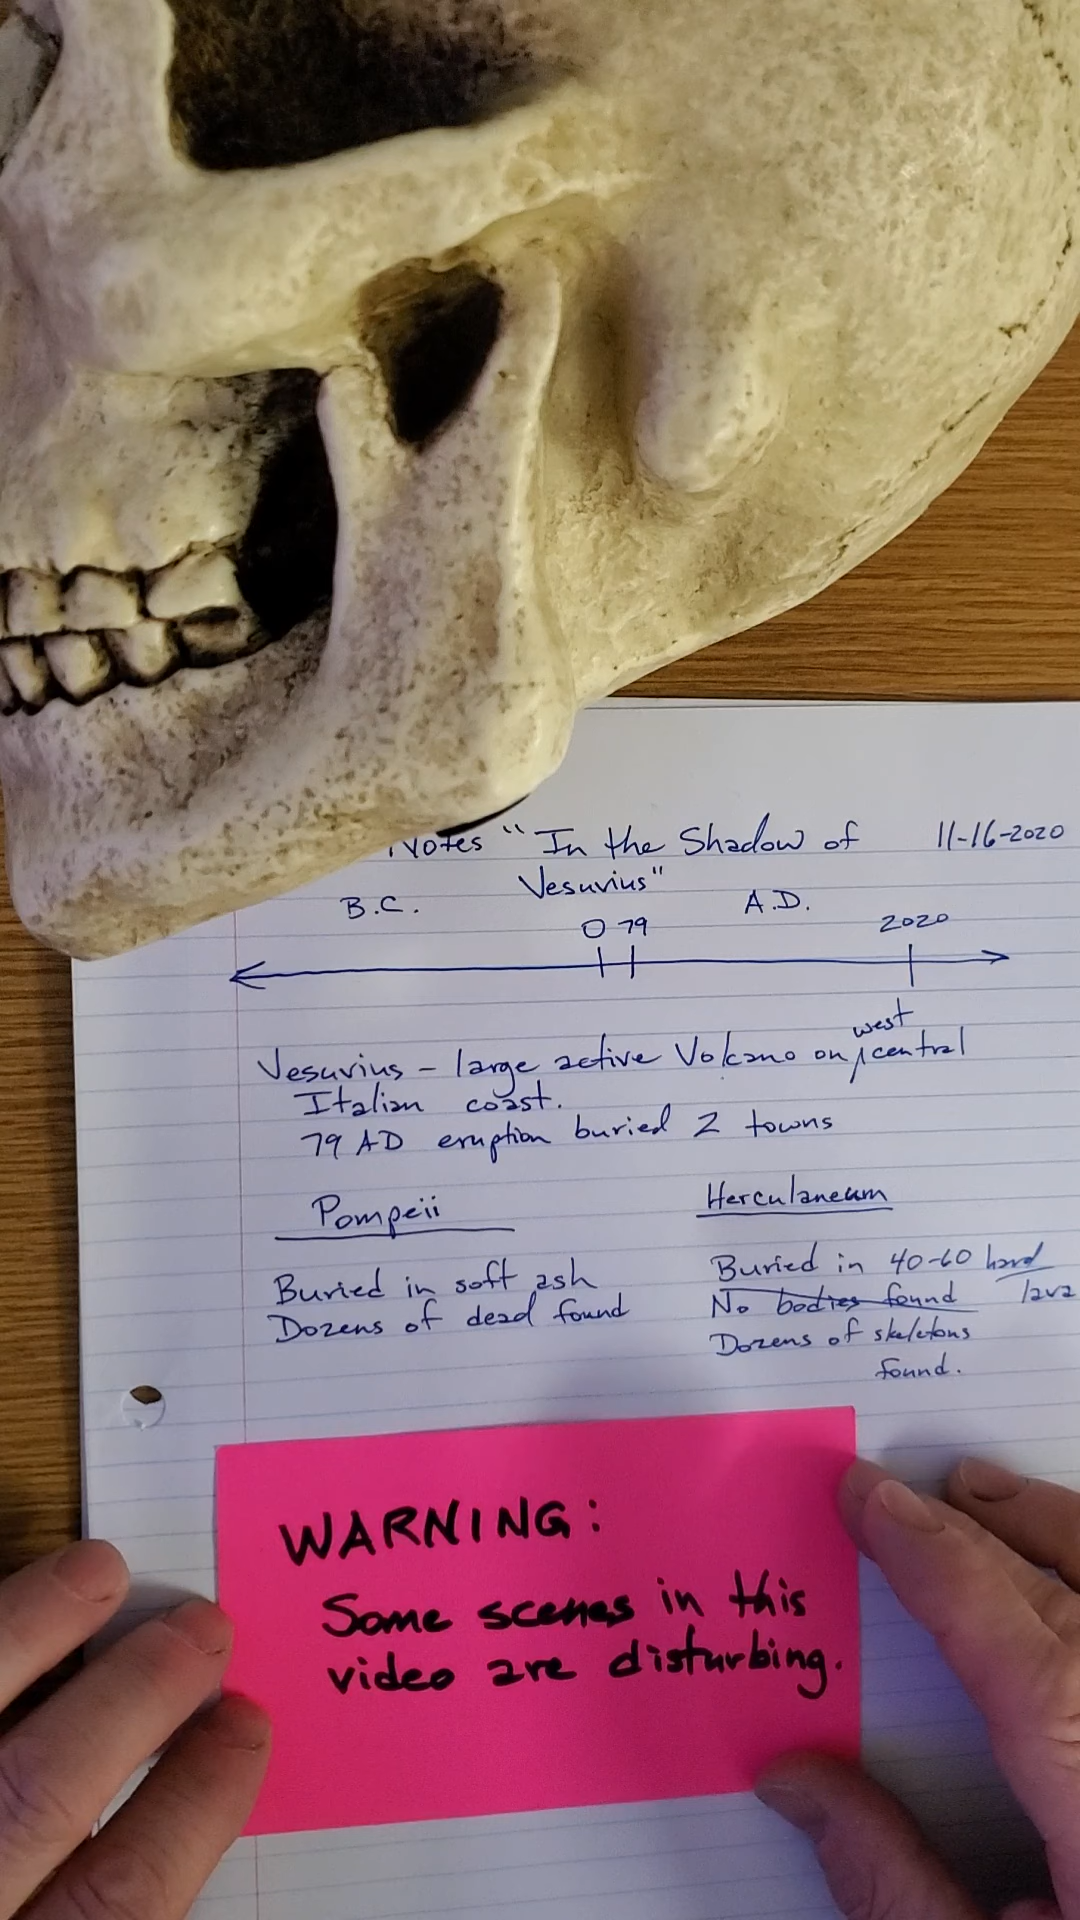 Notes "In the Shadow of 11-16-2020
Vesuvius"
B.C. A.D.
0 79 2020
west
Vesuvius - large active Volcano on ^ central
Italian coast.
79 AD eruption buried 2 towns
Pompeii Herculaneum
Buried in soft ash Buried in 40-60 hard
Dozens of dead found No bodies found lava
Dozens of skeletons
found.
WARNING:
Some scenes in this
video are disturbing.